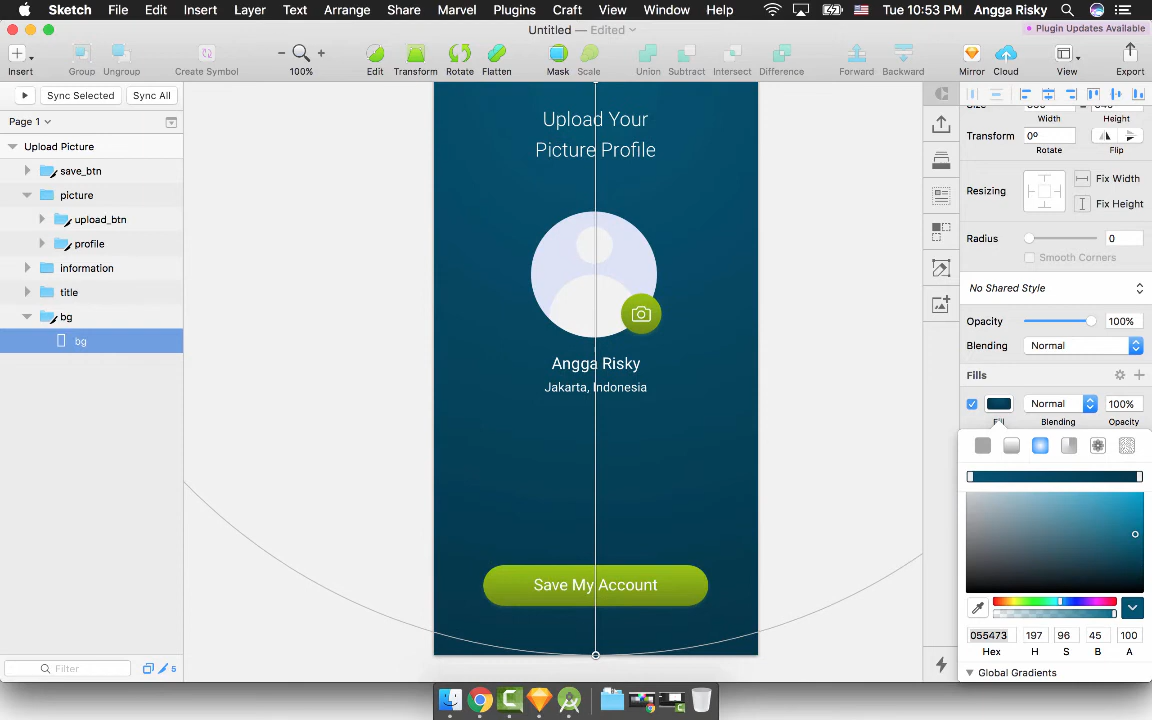 Sketch File Edit Insert Layer Text Arrange Share Marvel Plugins Craft View Window Help Tue 10:53 PM Angga Risky
Untitled — Edited
Plugin Updates Available
Insert Group Ungroup Create Symbol 100% Edit Transform Rotate Flatten Mask Scale Union Subtract Intersect Difference Forward Backward Mirror Cloud View Export
Sync Selected Sync All
Page 1
Upload Picture
save_btn
picture
upload_btn
profile
information
title
bg
bg
Filter 5
Upload Your
Picture Profile
Angga Risky
Jakarta, Indonesia
Save My Account
Size
Width Height
Transform 0º
Rotate Flip
Resizing Fix Width
Fix Height
Radius 0
Smooth Corners
No Shared Style
Opacity 100%
Blending Normal
Fills
Normal 100%
Fill Blending Opacity
055473 197 96 45 100
Hex H S B A
Global Gradients